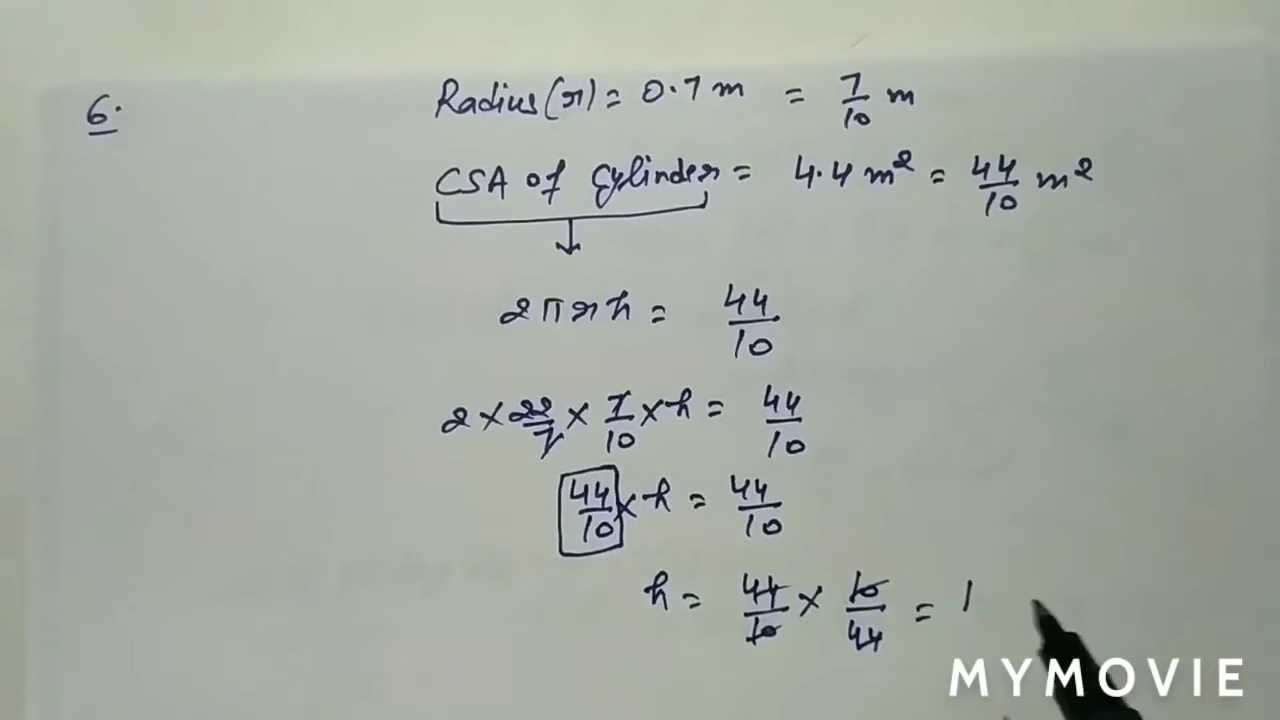 6.
Radius(r) = 0.7 m = 7/10 m
CSA of cylinder = 4.4 m² = 44/10 m²
2πrh = 44/10
2 × 22/7 × 7/10 × h = 44/10
44/10 × h = 44/10
h = 44/10 × 10/44 = 1
MYMOVIE